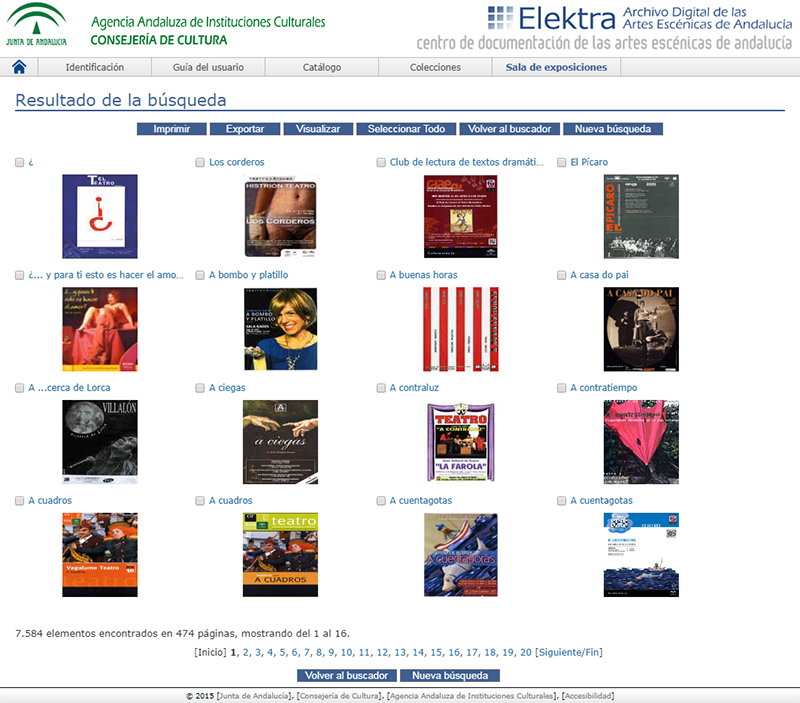 JUNTA DE ANDALUCIA
Agencia Andaluza de Instituciones Culturales
CONSEJERÍA DE CULTURA
Elektra Archivo Digital de las
Artes Escénicas de Andalucía
centro de documentación de las artes escénicas de andalucía
Identificación Guía del usuario Catálogo Colecciones Sala de exposiciones
Resultado de la búsqueda
Imprimir Exportar Visualizar Seleccionar Todo Volver al buscador Nueva búsqueda
¿ Los corderos Club de lectura de textos dramáti... El Pícaro
TEATRO
HISTRION TEATRO
LOS CORDEROS
EL PICARO
¿... y para ti esto es hacer el amo... A bombo y platillo A buenas horas A casa do pai
A BOMBO
Y PLATILLO
SALA GADES
A CASA DO PAI
A ...cerca de Lorca A ciegas A contraluz A contratiempo
VILLALÓN
a ciegas
TEATRO
"A CONTRALUZ"
"LA FAROLA"
A cuadros A cuadros A cuentagotas A cuentagotas
Vagalume Teatro
teatro
A CUADROS
A cuentagotas
7.584 elementos encontrados en 474 páginas, mostrando del 1 al 16.
[Inicio] 1, 2, 3, 4, 5, 6, 7, 8, 9, 10, 11, 12, 13, 14, 15, 16, 17, 18, 19, 20 [Siguiente/Fin]
Volver al buscador Nueva búsqueda
© 2015 [Junta de Andalucía], [Consejería de Cultura], [Agencia Andaluza de Instituciones Culturales], [Accesibilidad]